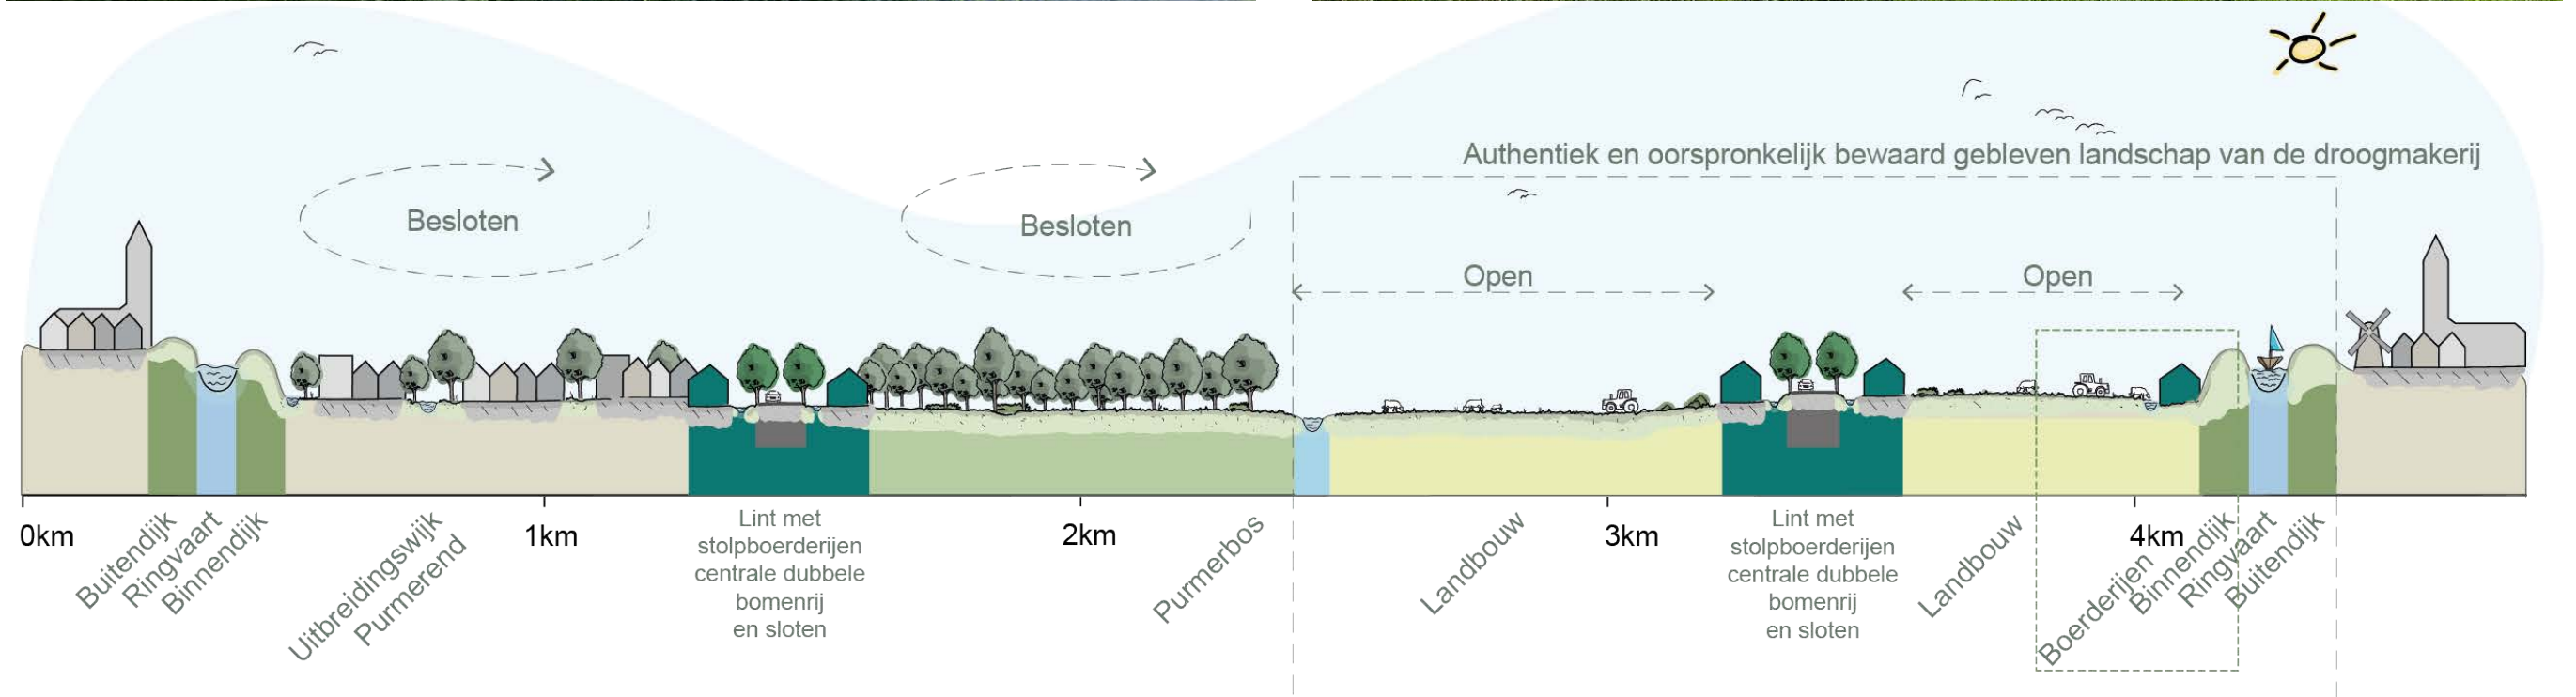 Authentiek en oorspronkelijk bewaard gebleven landschap van de droogmakerij
Besloten
Besloten
Open
Open
0km
Buitendijk
Ringvaart
Binnendijk
Uitbreidingswijk
Purmerend
1km
Lint met
stolpboerderijen
centrale dubbele
bomenrij
en sloten
2km
Purmerbos
Landbouw
3km
Lint met
stolpboerderijen
centrale dubbele
bomenrij
en sloten
Landbouw
4km
Boerderijen
Binnendijk
Ringvaart
Buitendijk